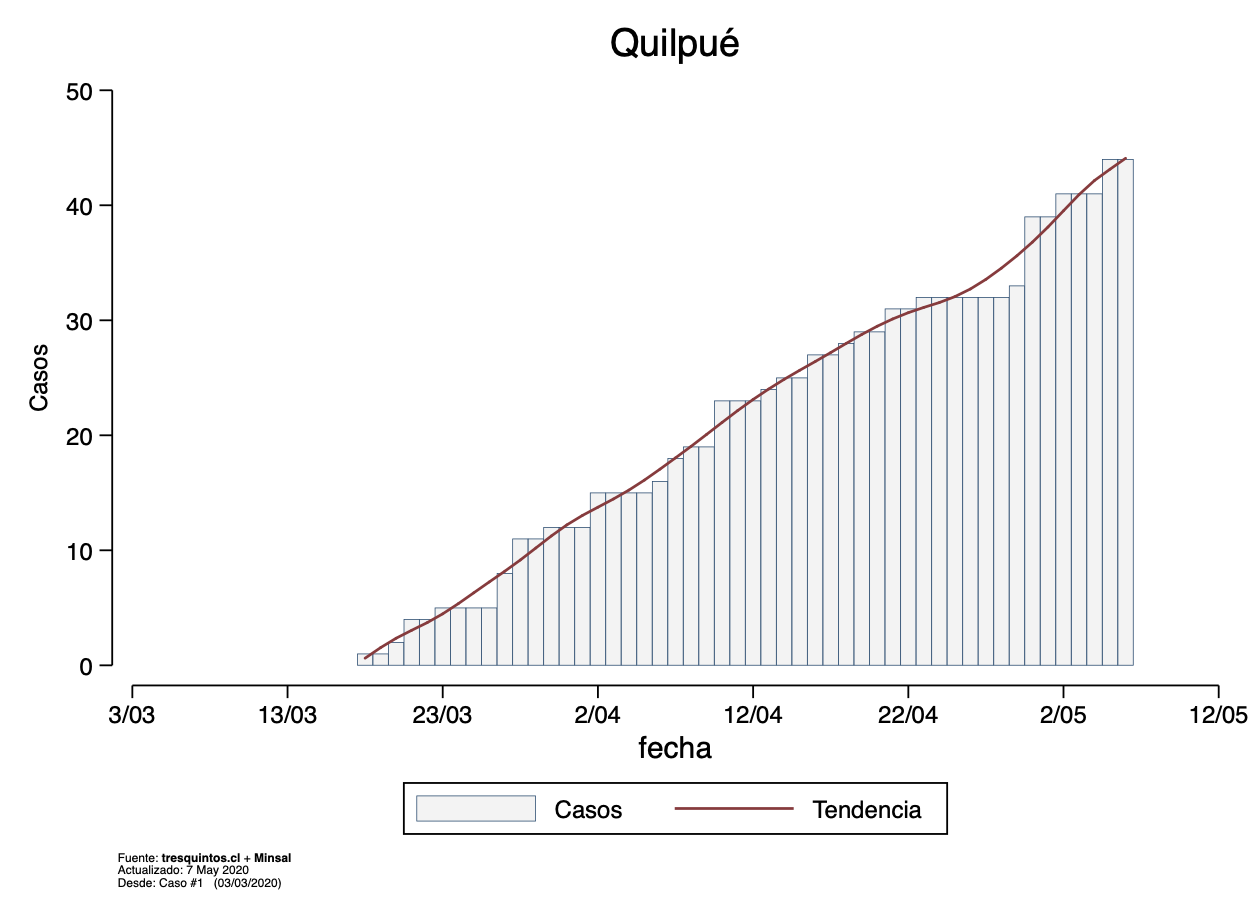 Quilpué
50
40
30
20
10
0
Casos
3/03 13/03 23/03 2/04 12/04 22/04 2/05 12/05
fecha
Casos Tendencia
Fuente: tresquintos.cl + Minsal
Actualizado: 7 May 2020
Desde: Caso #1 (03/03/2020)